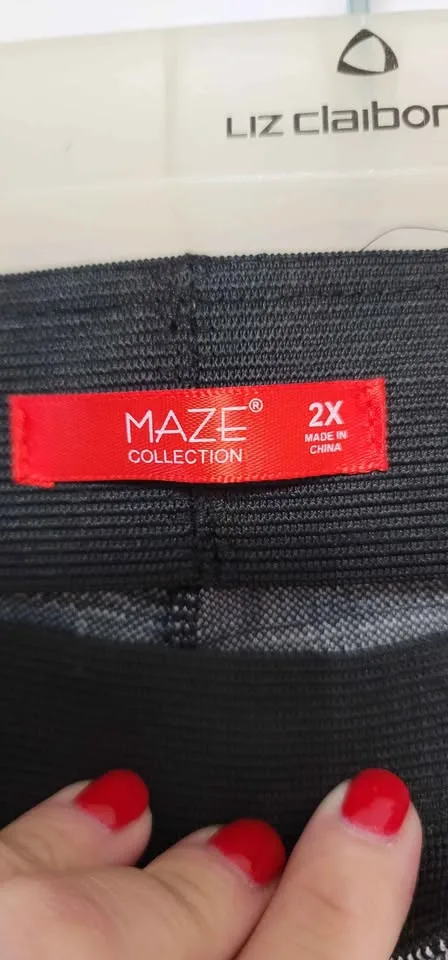 LIZ claibor
MAZE®
COLLECTION
2X
MADE IN
CHINA